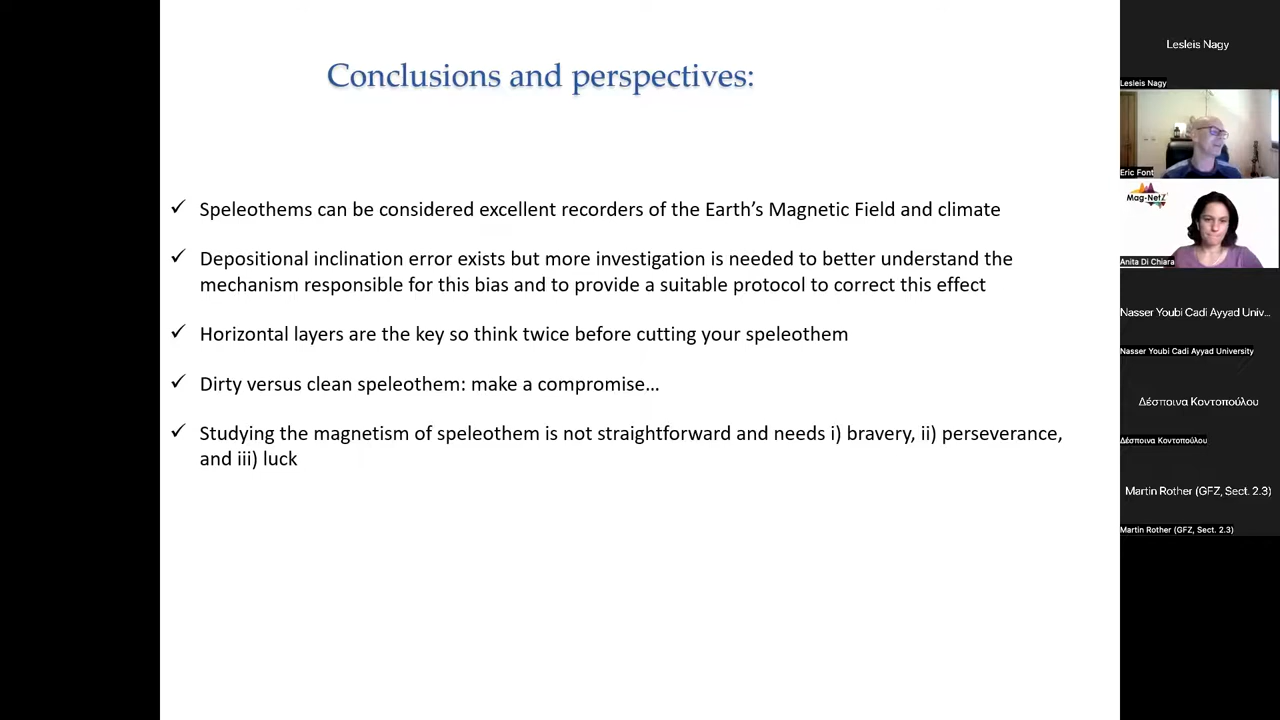 Conclusions and perspectives:
✓ Speleothems can be considered excellent recorders of the Earth's Magnetic Field and climate
✓ Depositional inclination error exists but more investigation is needed to better understand the
mechanism responsible for this bias and to provide a suitable protocol to correct this effect
✓ Horizontal layers are the key so think twice before cutting your speleothem
✓ Dirty versus clean speleothem: make a compromise…
✓ Studying the magnetism of speleothem is not straightforward and needs i) bravery, ii) perseverance,
and iii) luck
Lesleis Nagy
Lesleis Nagy
Eric Font
Mag-NetZ
Anita Di Chiara
Nasser Youbi Cadi Ayyad Univ...
Nasser Youbi Cadi Ayyad University
Δέσποινα Κοντοπούλου
Δέσποινα Κοντοπούλου
Martin Rother (GFZ, Sect. 2.3)
Martin Rother (GFZ, Sect. 2.3)